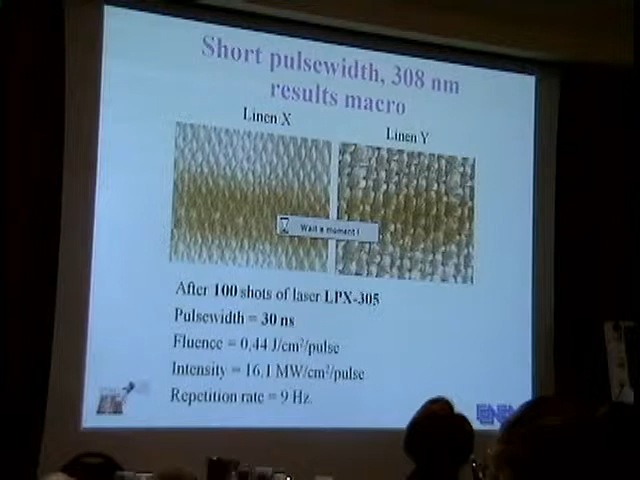 Short pulsewidth, 308 nm
results macro
Linen X
Linen Y
Wait a moment !
After 100 shots of laser LPX-305
Pulsewidth = 30 ns
Fluence = 0,44 J/cm²/pulse
Intensity = 16,1 MW/cm²/pulse
Repetition rate = 9 Hz.